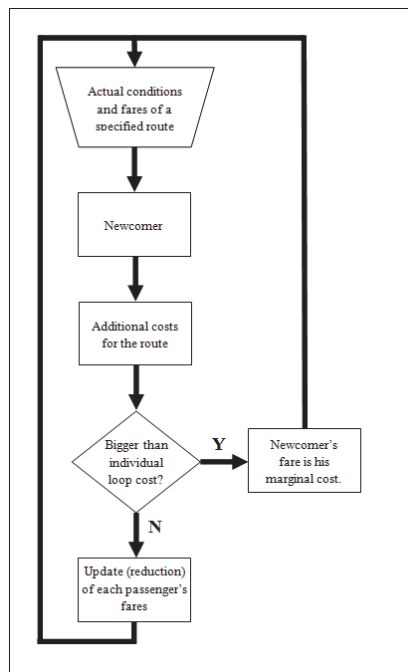 Actual conditions
and fares of a
specified route
Newcomer
Additional costs
for the route
Bigger than
individual
loop cost?
Y
Newcomer's
fare is his
marginal cost.
N
Update (reduction)
of each passenger's
fares